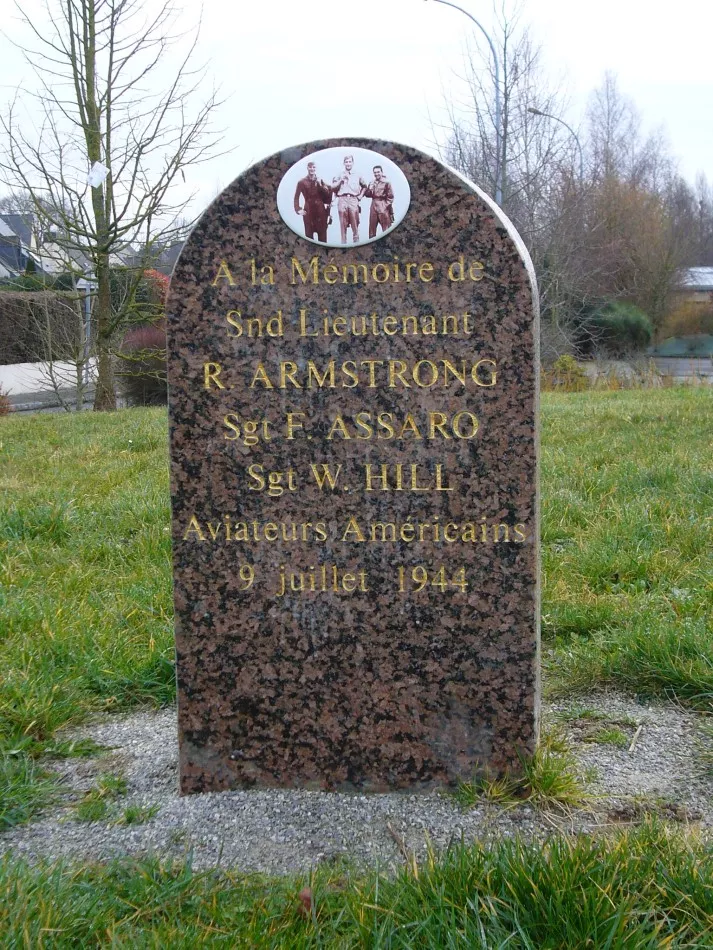 A la Mémoire de
Snd Lieutenant
R. ARMSTRONG
Sgt F. ASSARO
Sgt W. HILL
Aviateurs Américains
9 juillet 1944